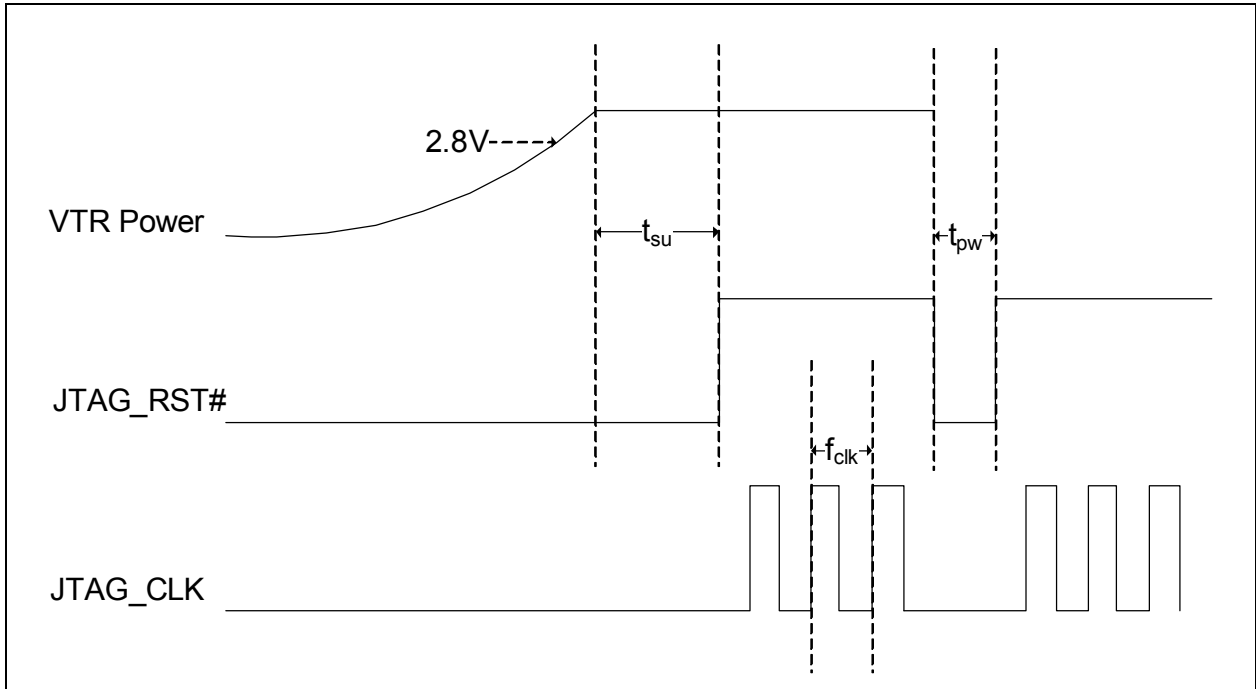 2.8V
VTR Power
tsu
tpw
JTAG_RST#
fclk
JTAG_CLK